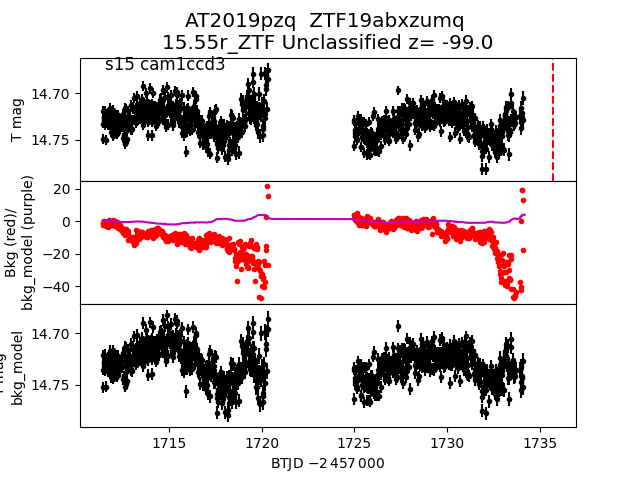 AT2019pzq  ZTF19abxzumq
15.55r_ZTF Unclassified z= -99.0
s15 cam1ccd3
14.70
14.75
T mag
20
0
−20
−40
Bkg (red)/
bkg_model (purple)
14.70
14.75
bkg_model
1715
1720
1725
1730
1735
BTJD −2 457 000